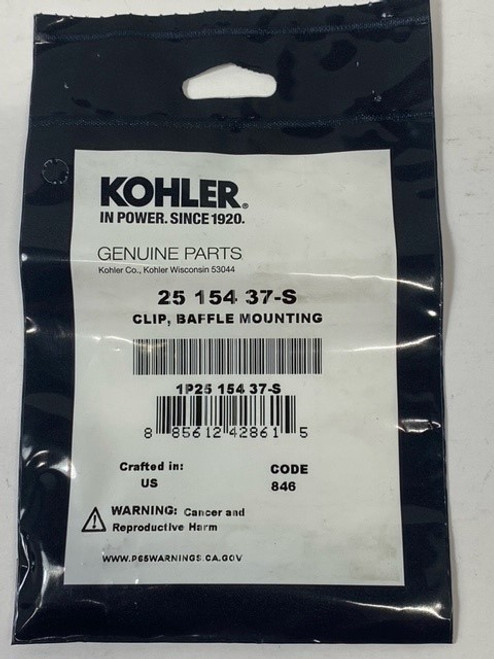 KOHLER®
IN POWER. SINCE 1920.
GENUINE PARTS
Kohler Co., Kohler Wisconsin 53044
25 154 37-S
CLIP, BAFFLE MOUNTING
1P25 154 37-S
8 85612 42861 5
Crafted in:
US
CODE
846
WARNING: Cancer and
Reproductive Harm
WWW.P65WARNINGS.CA.GOV